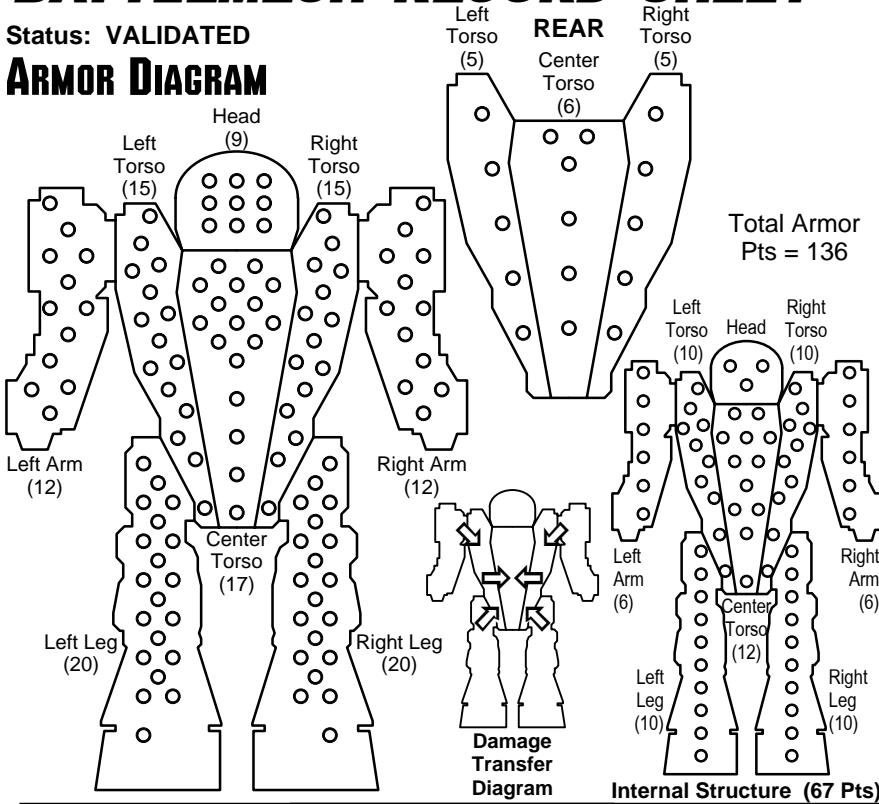 BATTLEMECH RECORD SHEET
Status: VALIDATED
ARMOR DIAGRAM
Head
(9)
Left
Torso
(15)
Right
Torso
(15)
Left Arm
(12)
Right Arm
(12)
Center
Torso
(17)
Left Leg
(20)
Right Leg
(20)
REAR
Left
Torso
(5)
Center
Torso
(6)
Right
Torso
(5)
Total Armor
Pts = 136
Damage
Transfer
Diagram
Left
Torso
(10)
Head
Right
Torso
(10)
Left
Arm
(6)
Right
Arm
(6)
Center
Torso
(12)
Left
Leg
(10)
Right
Leg
(10)
Internal Structure (67 Pts)